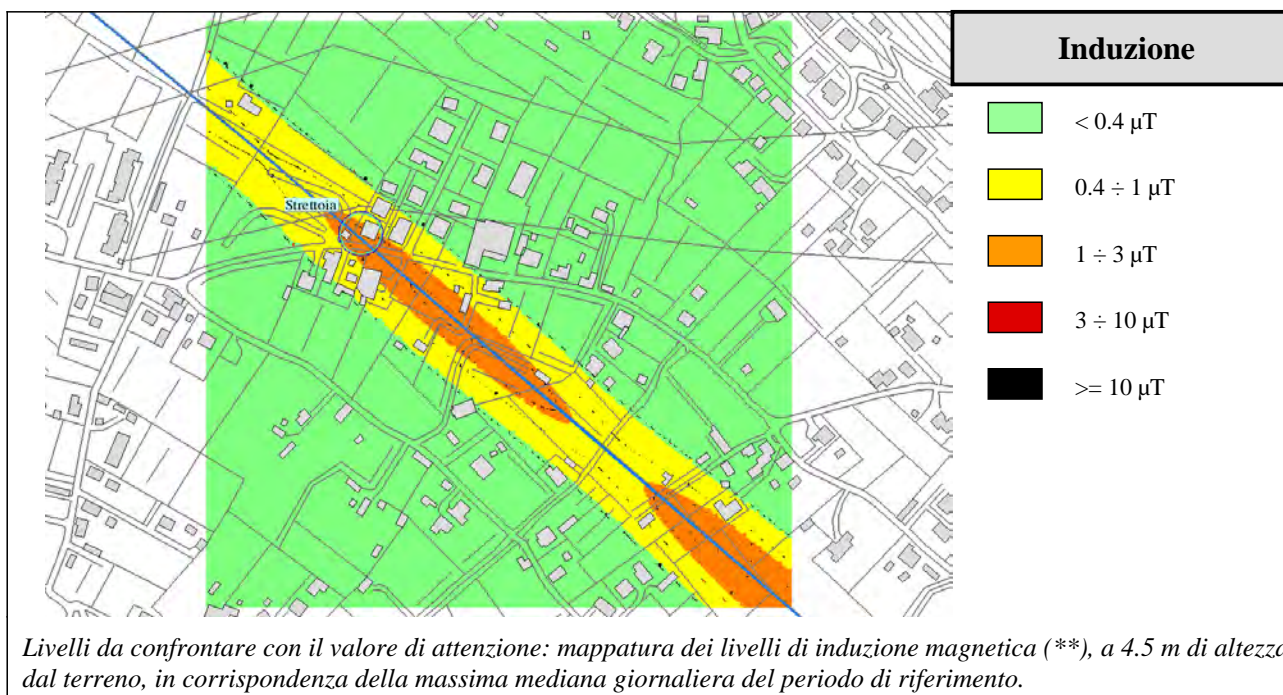 Induzione
Strettoia
< 0.4 µT
0.4 ÷ 1 µT
1 ÷ 3 µT
3 ÷ 10 µT
>= 10 µT
Livelli da confrontare con il valore di attenzione: mappatura dei livelli di induzione magnetica (**), a 4.5 m di altezza
dal terreno, in corrispondenza della massima mediana giornaliera del periodo di riferimento.